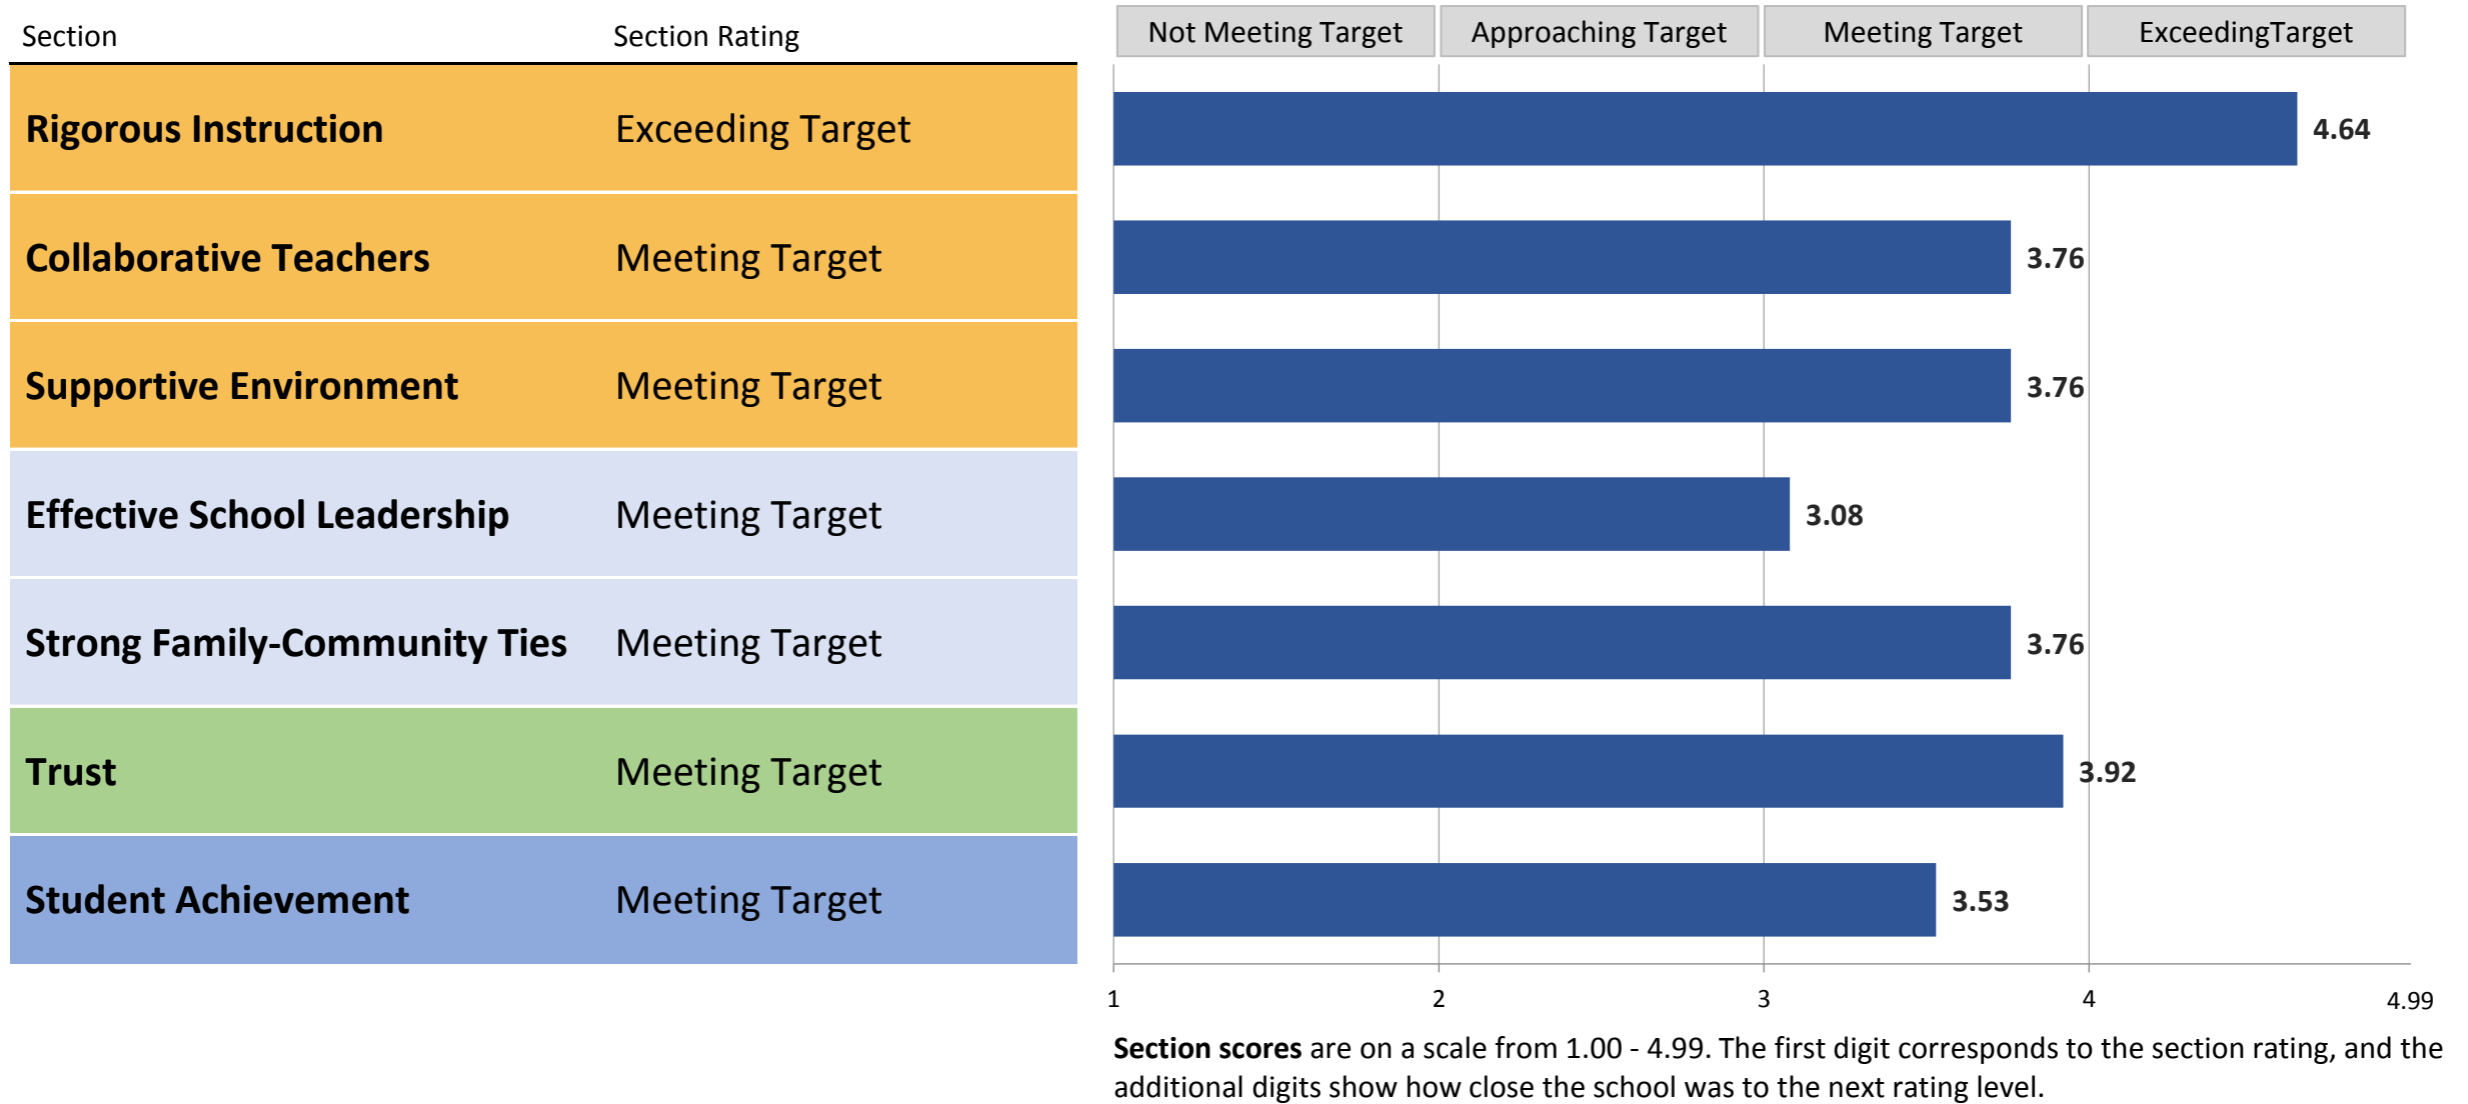 Section Section Rating Not Meeting Target Approaching Target Meeting Target ExceedingTarget
Rigorous Instruction Exceeding Target 4.64
Collaborative Teachers Meeting Target 3.76
Supportive Environment Meeting Target 3.76
Effective School Leadership Meeting Target 3.08
Strong Family-Community Ties Meeting Target 3.76
Trust Meeting Target 3.92
Student Achievement Meeting Target 3.53
1 2 3 4 4.99
Section scores are on a scale from 1.00 - 4.99. The first digit corresponds to the section rating, and the
additional digits show how close the school was to the next rating level.